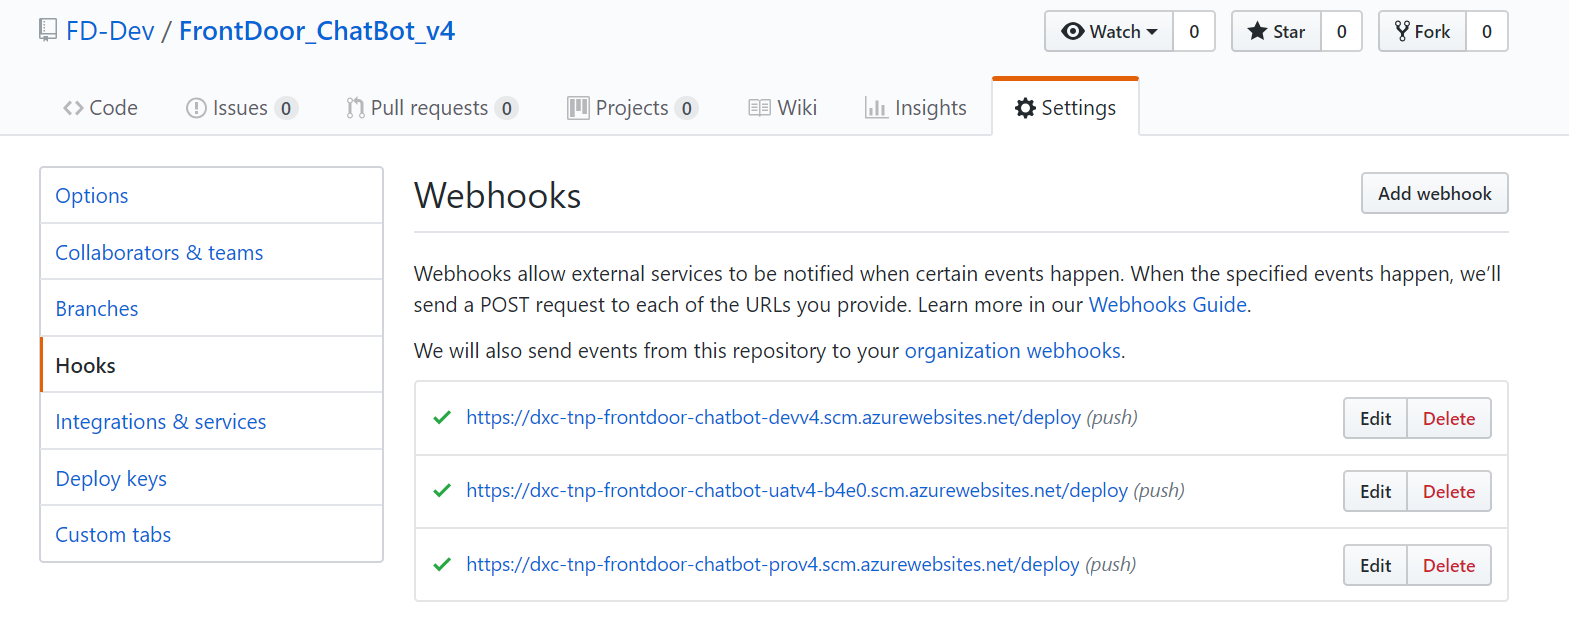 FD-Dev / FrontDoor_ChatBot_v4
Watch 0 Star 0 Fork 0
Code Issues 0 Pull requests 0 Projects 0 Wiki Insights Settings
Options
Collaborators & teams
Branches
Hooks
Integrations & services
Deploy keys
Custom tabs
Webhooks
Add webhook
Webhooks allow external services to be notified when certain events happen. When the specified events happen, we’ll
send a POST request to each of the URLs you provide. Learn more in our Webhooks Guide.
We will also send events from this repository to your organization webhooks.
https://dxc-tnp-frontdoor-chatbot-devv4.scm.azurewebsites.net/deploy (push) Edit Delete
https://dxc-tnp-frontdoor-chatbot-uatv4-b4e0.scm.azurewebsites.net/deploy (push) Edit Delete
https://dxc-tnp-frontdoor-chatbot-prov4.scm.azurewebsites.net/deploy (push) Edit Delete